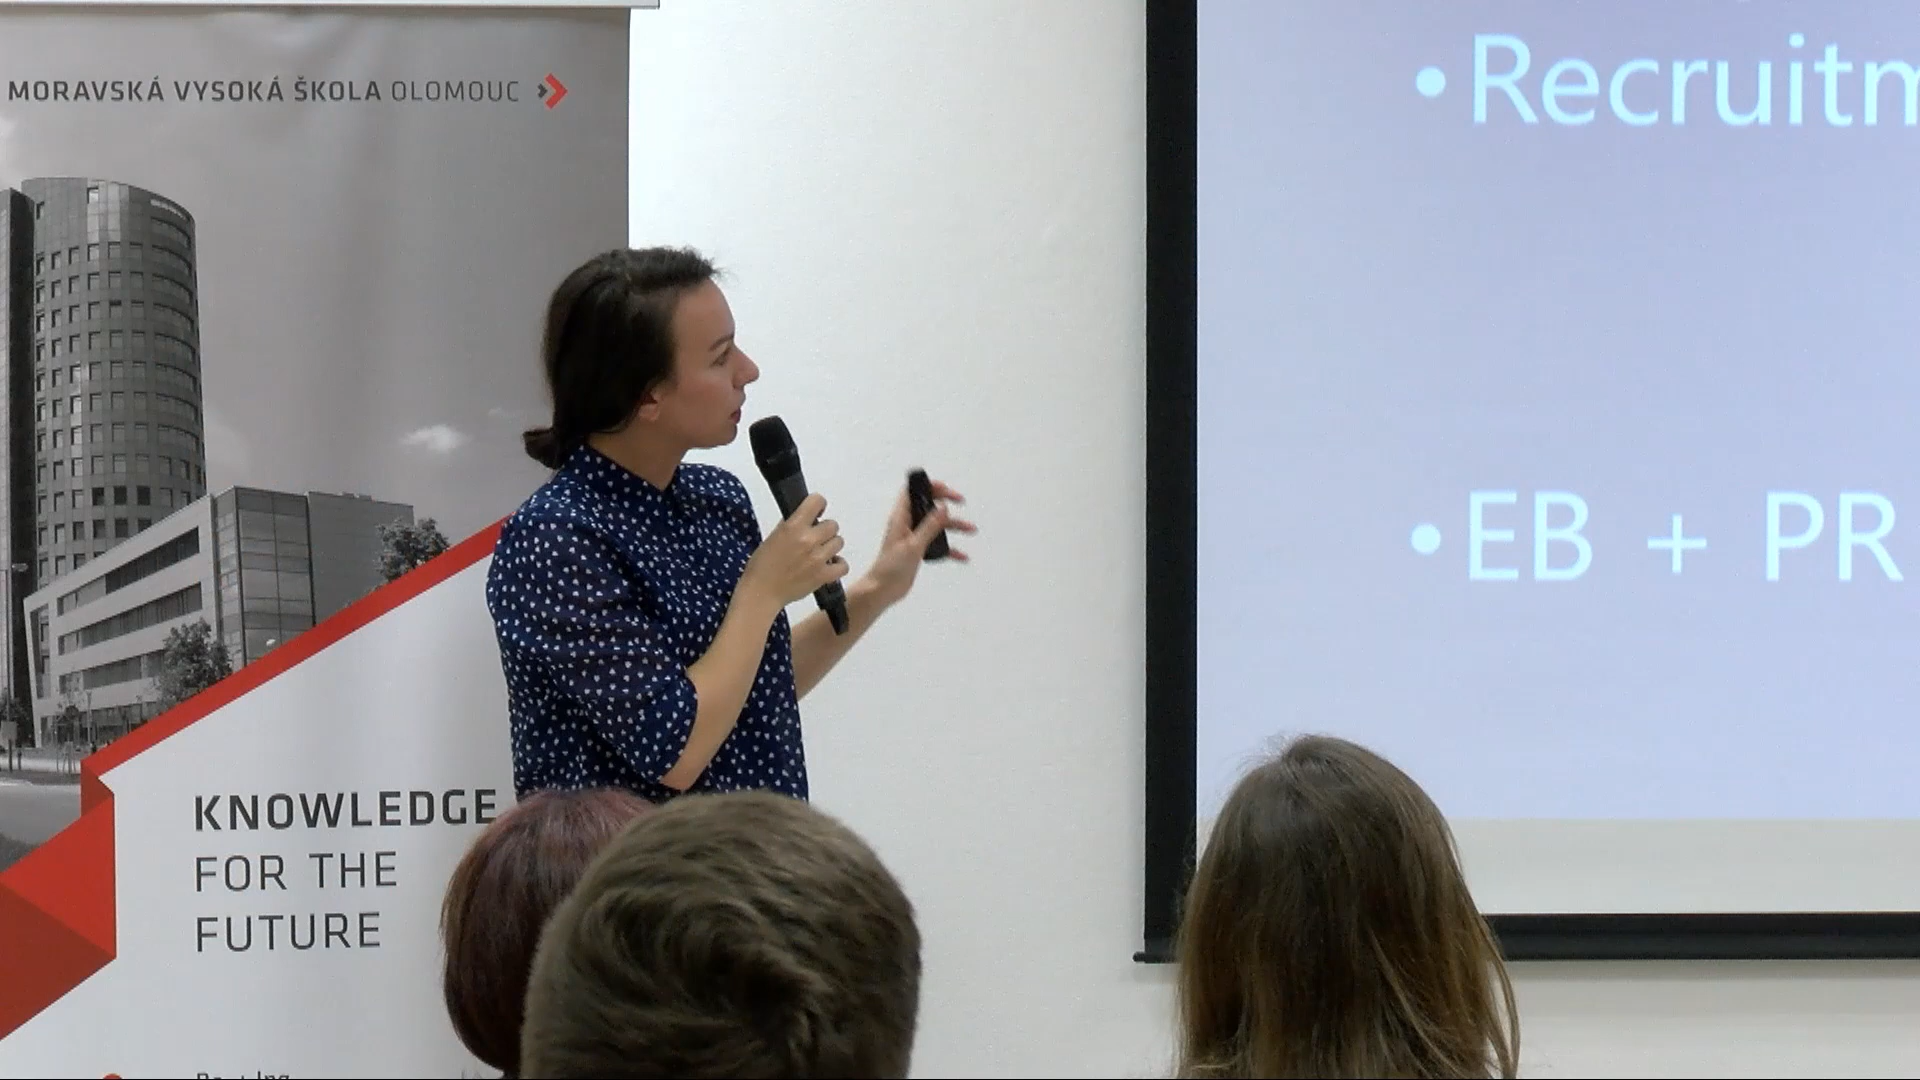 MORAVSKÁ VYSOKÁ ŠKOLA OLOMOUC
KNOWLEDGE
FOR THE
FUTURE
•Recruitm
•EB + PR